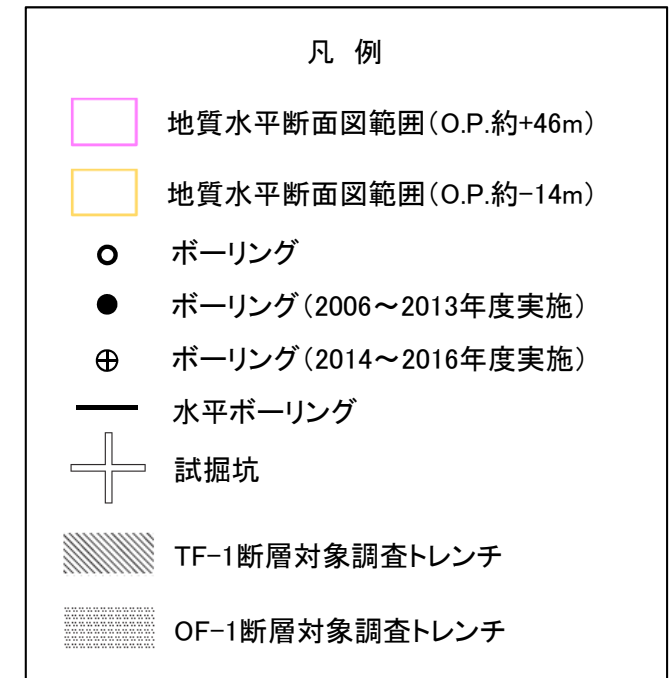 凡 例
地質水平断面図範囲(O.P.約+46m)
地質水平断面図範囲(O.P.約-14m)
ボーリング
ボーリング(2006~2013年度実施)
ボーリング(2014~2016年度実施)
水平ボーリング
試掘坑
TF-1断層対象調査トレンチ
OF-1断層対象調査トレンチ